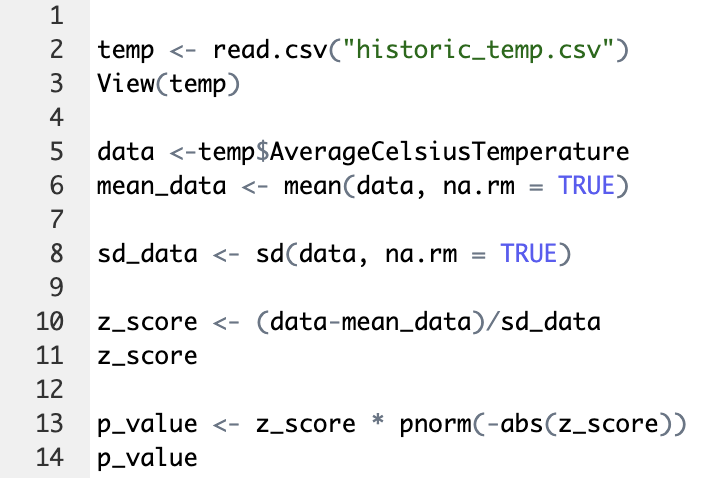 1
2 temp <- read.csv("historic_temp.csv")
3 View(temp)
4
5 data <-temp$AverageCelsiusTemperature
6 mean_data <- mean(data, na.rm = TRUE)
7
8 sd_data <- sd(data, na.rm = TRUE)
9
10 z_score <- (data-mean_data)/sd_data
11 z_score
12
13 p_value <- z_score * pnorm(-abs(z_score))
14 p_value